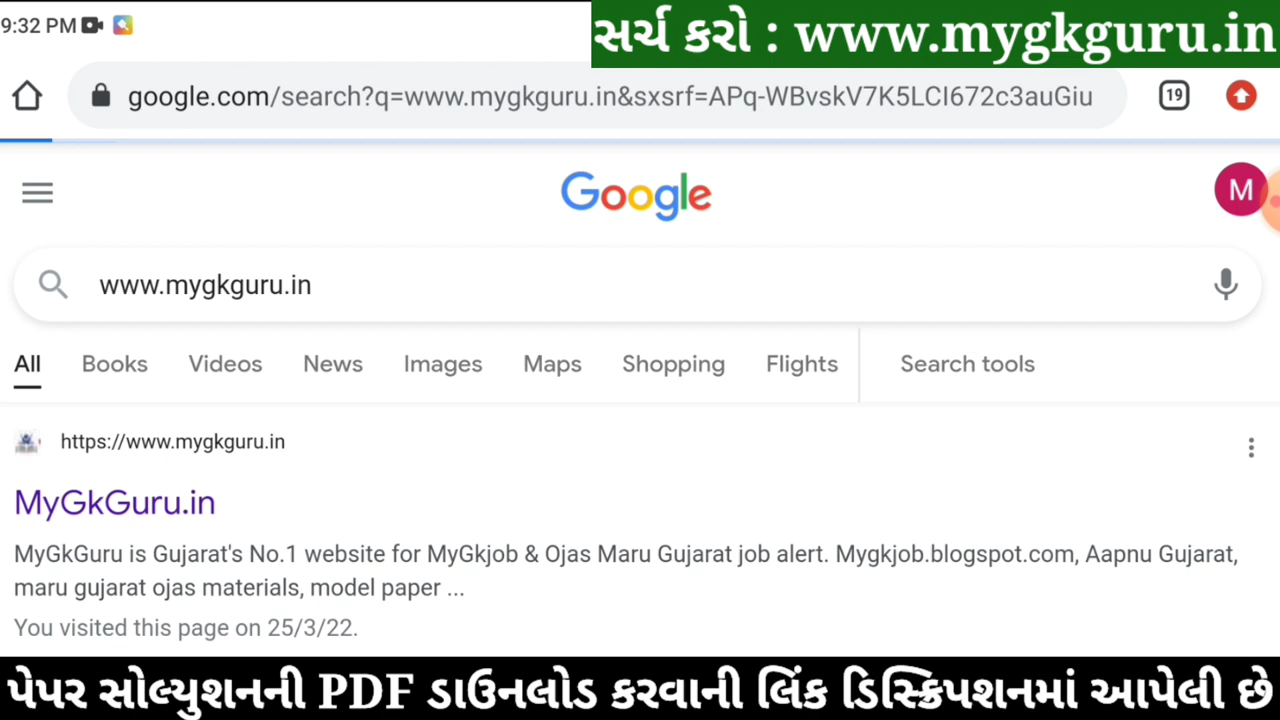 9:32 PM
સર્ચ કરો : www.mygkguru.in
google.com/search?q=www.mygkguru.in&sxsrf=APq-WBvskV7K5LCI672c3auGiu
19
Google
M
www.mygkguru.in
All Books Videos News Images Maps Shopping Flights Search tools
https://www.mygkguru.in
MyGkGuru.in
MyGkGuru is Gujarat's No.1 website for MyGkjob & Ojas Maru Gujarat job alert. Mygkjob.blogspot.com, Aapnu Gujarat,
maru gujarat ojas materials, model paper ...
You visited this page on 25/3/22.
પેપર સોલ્યુશનની PDF ડાઉનલોડ કરવાની લિંક ડિસ્ક્રિપશનમાં આપેલી છે